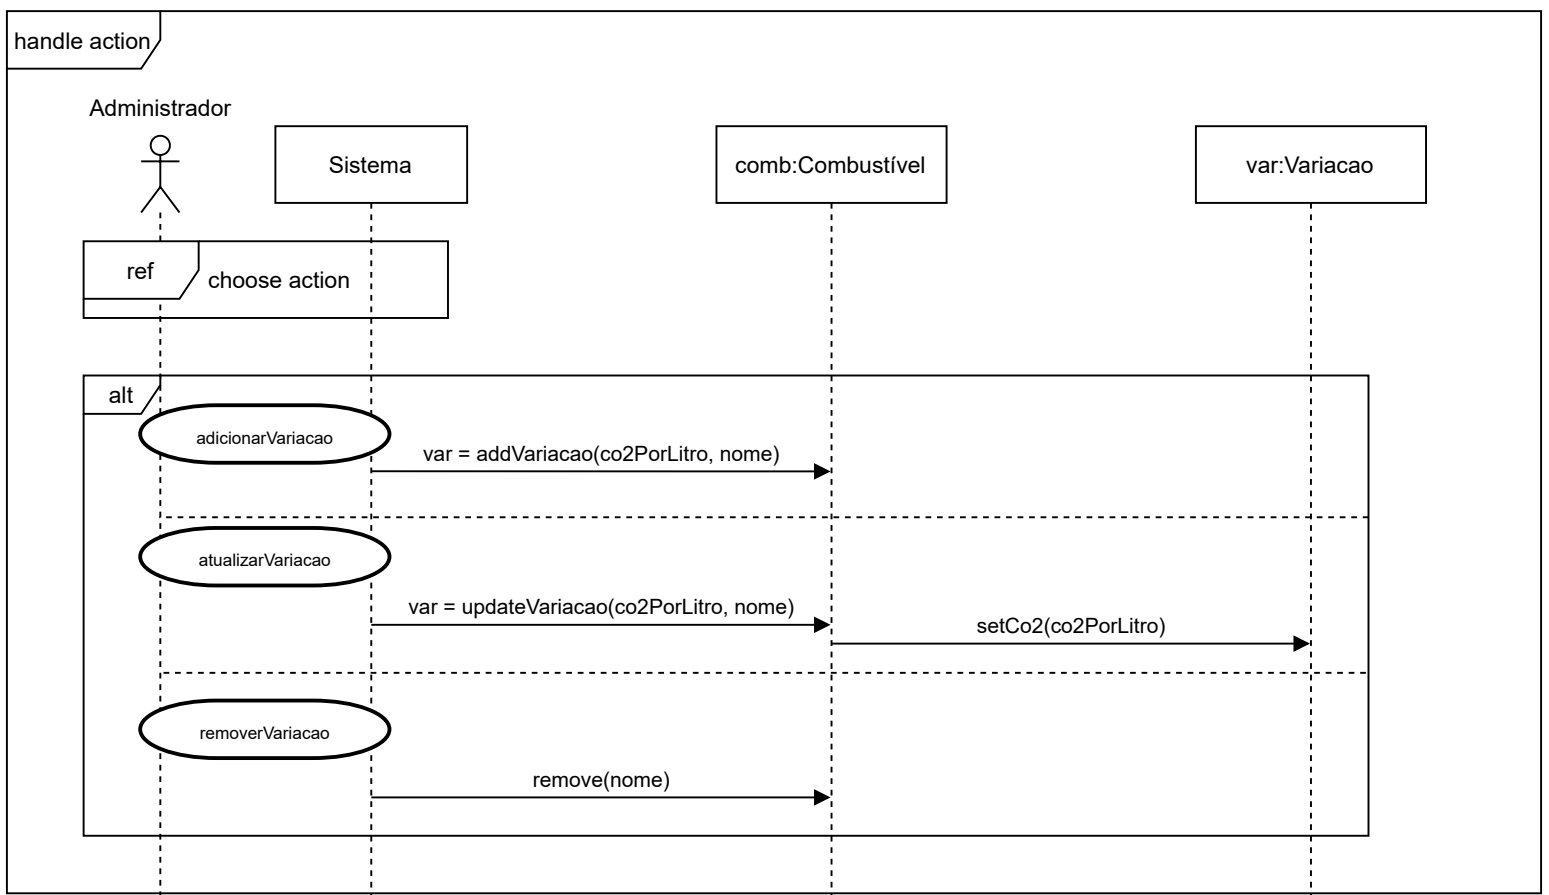 handle action
Administrador
Sistema
comb:Combustível
var:Variacao
ref
choose action
alt
adicionarVariacao
var = addVariacao(co2PorLitro, nome)
atualizarVariacao
var = updateVariacao(co2PorLitro, nome)
setCo2(co2PorLitro)
removerVariacao
remove(nome)